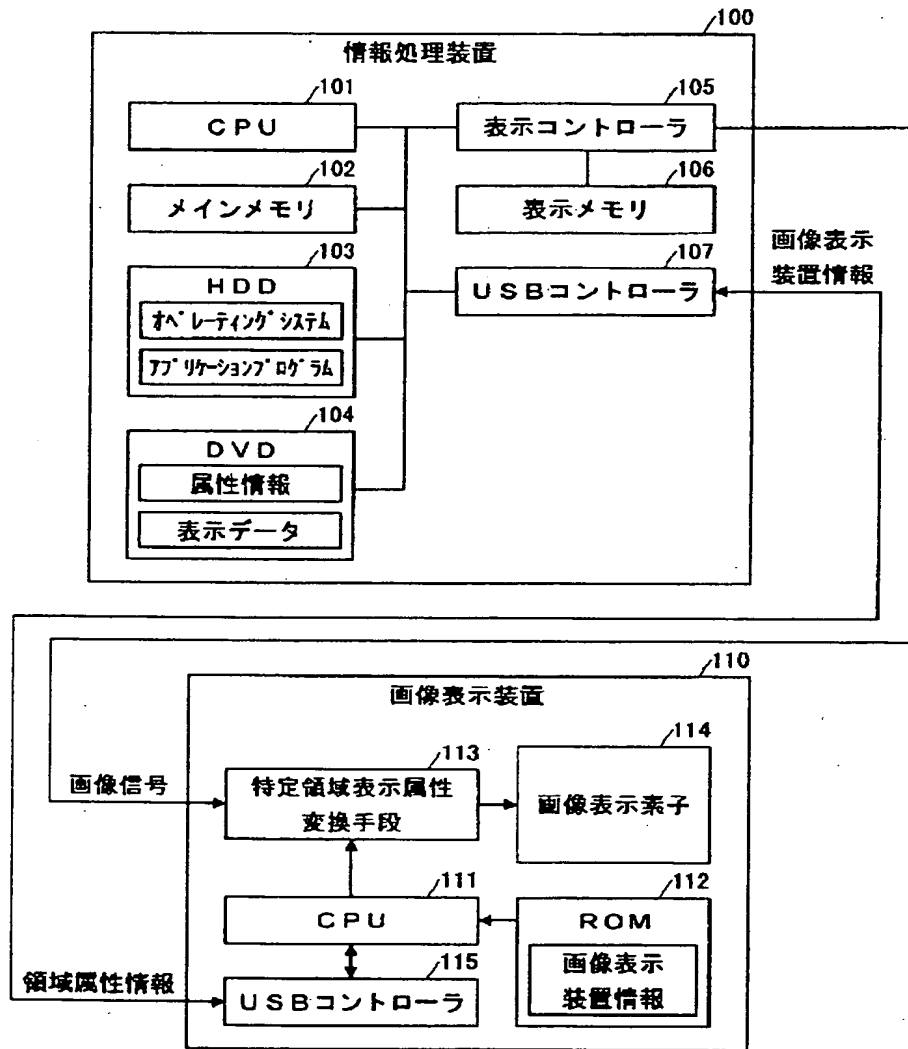 100
情報処理装置
101
CPU
102
メインメモリ
103
HDD
オペレーティングシステム
アプリケーションプログラム
104
DVD
属性情報
表示データ
105
表示コントローラ
106
表示メモリ
107
USBコントローラ
画像表示
装置情報
110
画像表示装置
画像信号
113
特定領域表示属性
変換手段
114
画像表示素子
111
CPU
112
ROM
画像表示
装置情報
領域属性情報
115
USBコントローラ